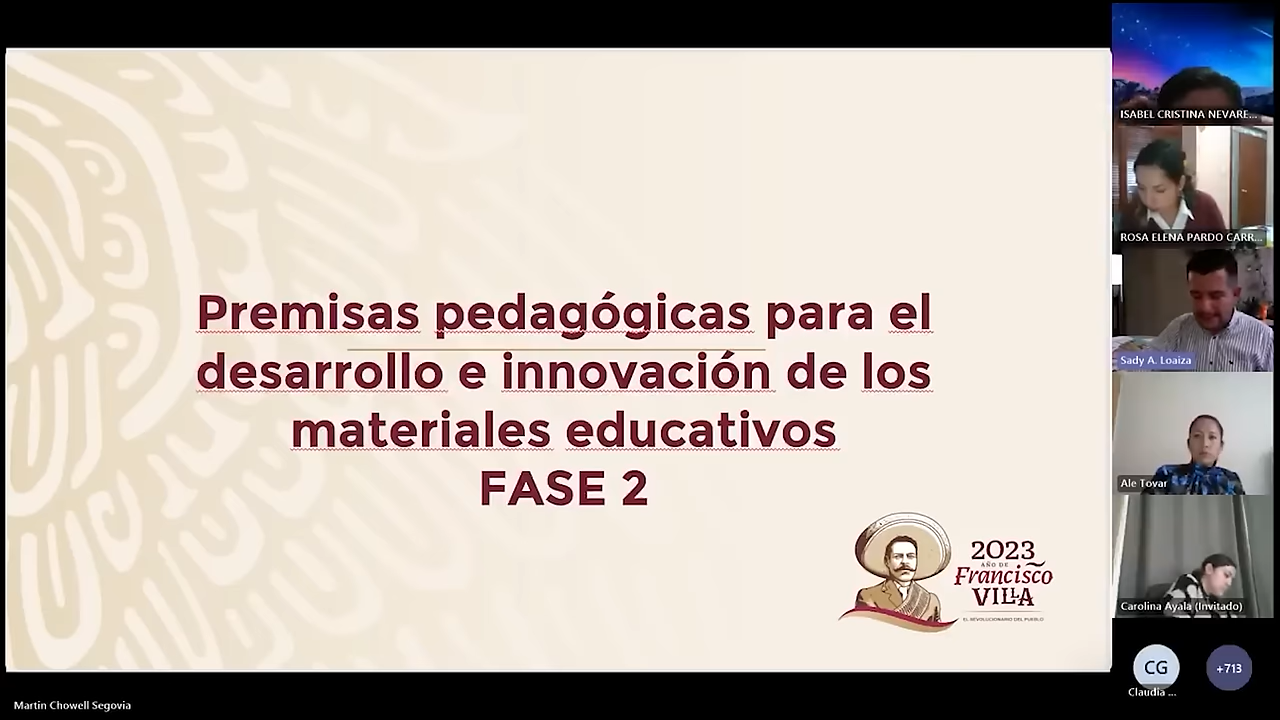 Premisas pedagógicas para el
desarrollo e innovación de los
materiales educativos
FASE 2
2023
AÑO DE
Francisco
VILLA
EL REVOLUCIONARIO DEL PUEBLO
ISABEL CRISTINA NEVARE...
ROSA ELENA PARDO CARR...
Sady A. Loaiza
Ale Tovar
Carolina Ayala (Invitado)
CG
+713
Claudia ...
Martín Chowell Segovia